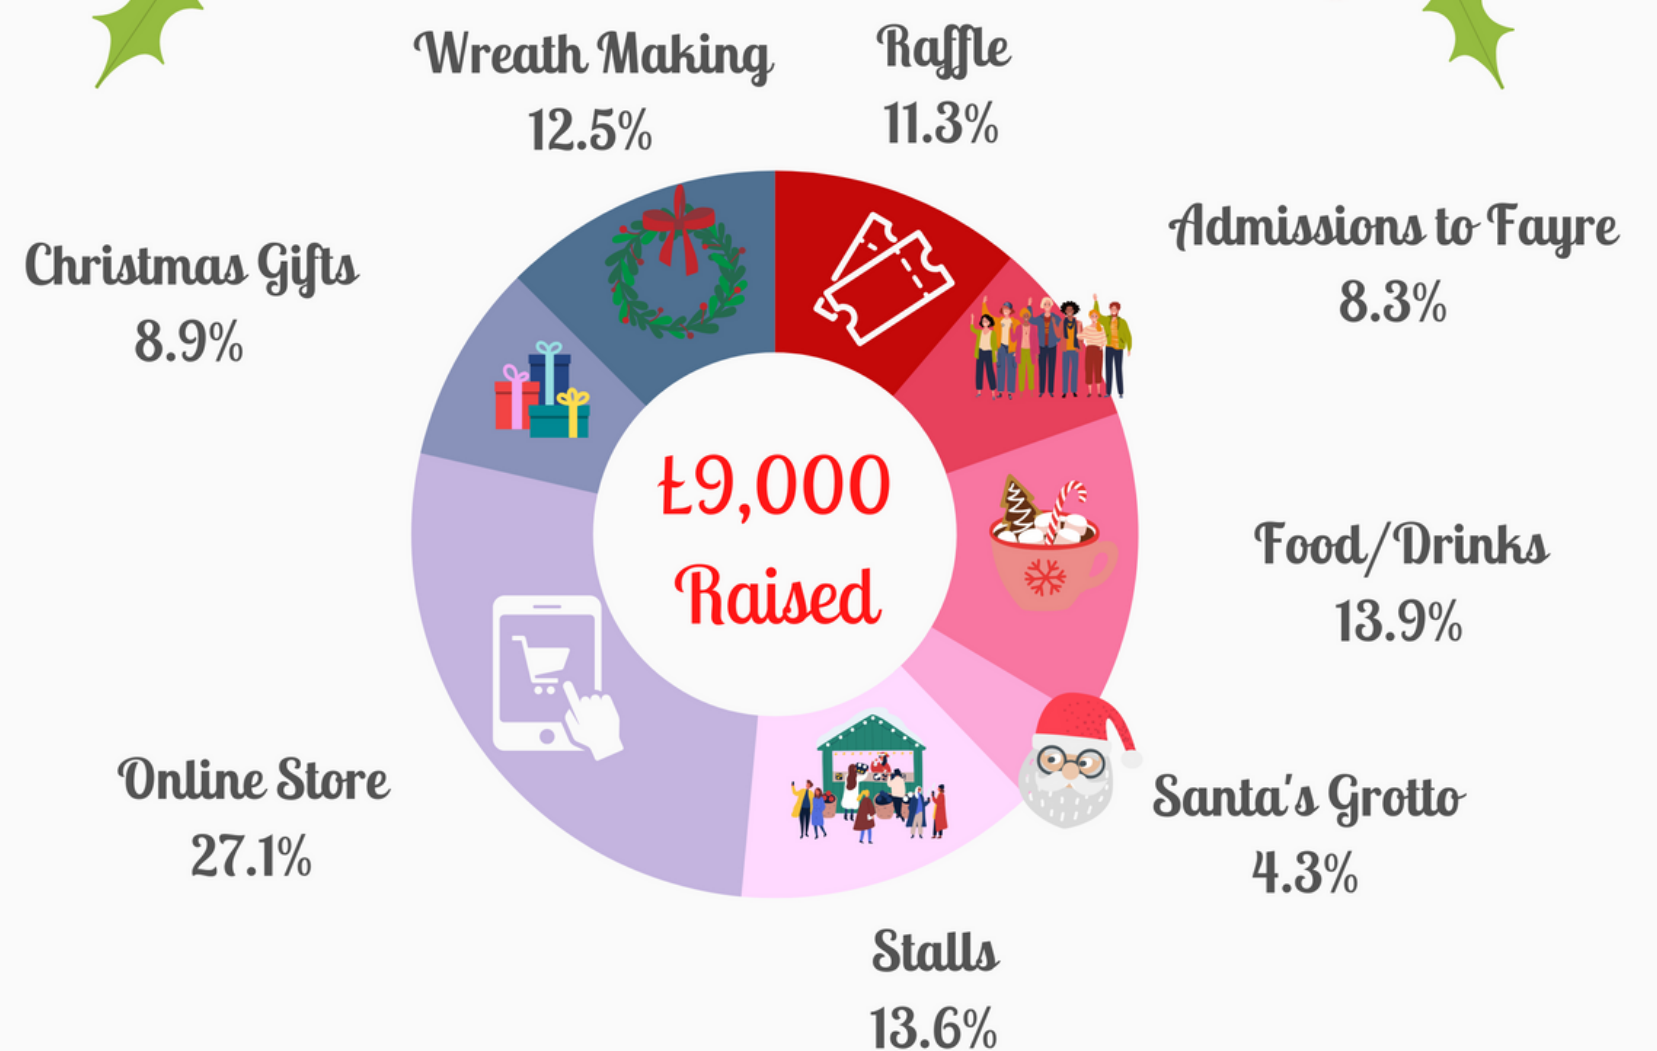 Wreath Making
12.5%
Raffle
11.3%
Admissions to Fayre
8.3%
Christmas Gifts
8.9%
£9,000
Raised
Food/Drinks
13.9%
Online Store
27.1%
Santa's Grotto
4.3%
Stalls
13.6%